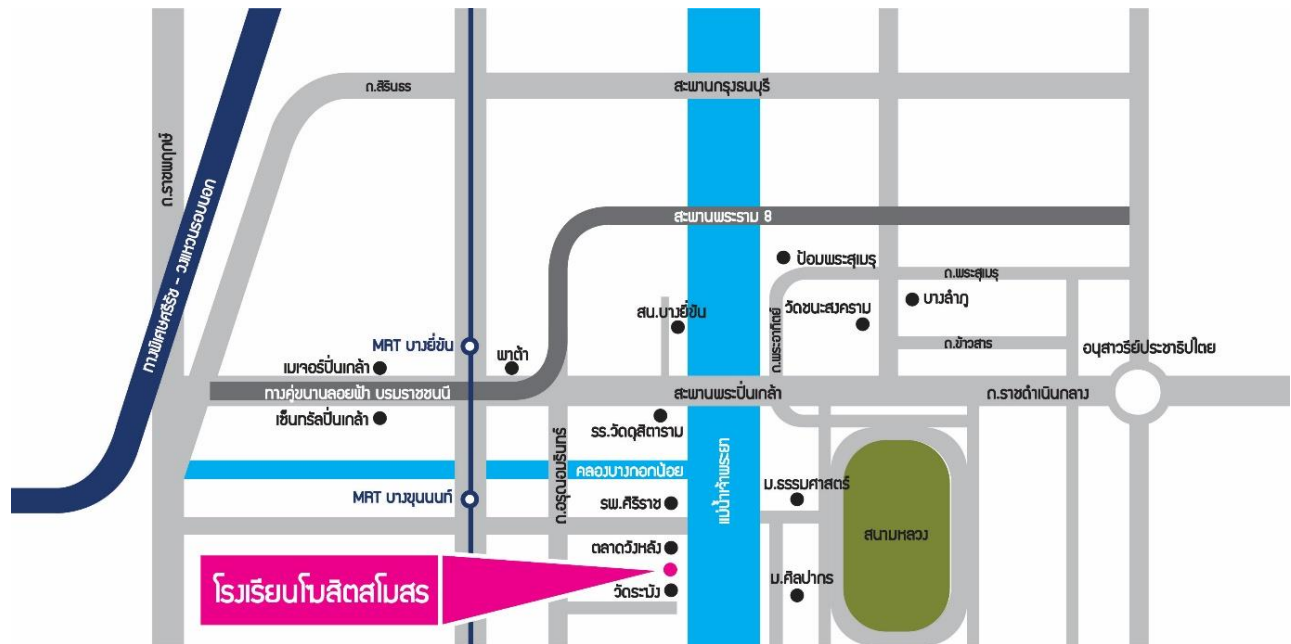 ถ.สิรินธร
สะพานกรุงธนบุรี
ถ.ราชพฤกษ์
ทางพิเศษศรีรัช - วงแหวนรอบนอก
สะพานพระราม 8
ป้อมพระสุเมรุ
ถ.พระสุเมรุ
สน.บางยี่ขัน
วัดชนะสงคราม
บางลำภู
ถ.พระอาทิตย์
MRT บางยี่ขัน
พาต้า
ถ.ข้าวสาร
อนุสาวรีย์ประชาธิปไตย
เมเจอร์ปิ่นเกล้า
ทางคู่ขนานลอยฟ้า บรมราชชนนี
สะพานพระปิ่นเกล้า
ถ.ราชดำเนินกลาง
เซ็นทรัลปิ่นเกล้า
รร.วัดดุสิตาราม
ถ.อรุณอมรินทร์
แม่น้ำเจ้าพระยา
คลองบางกอกน้อย
MRT บางขุนนนท์
รพ.ศิริราช
ม.ธรรมศาสตร์
สนามหลวง
ตลาดวังหลัง
โรงเรียนโฆสิตสโมสร
วัดระฆัง
ม.ศิลปากร